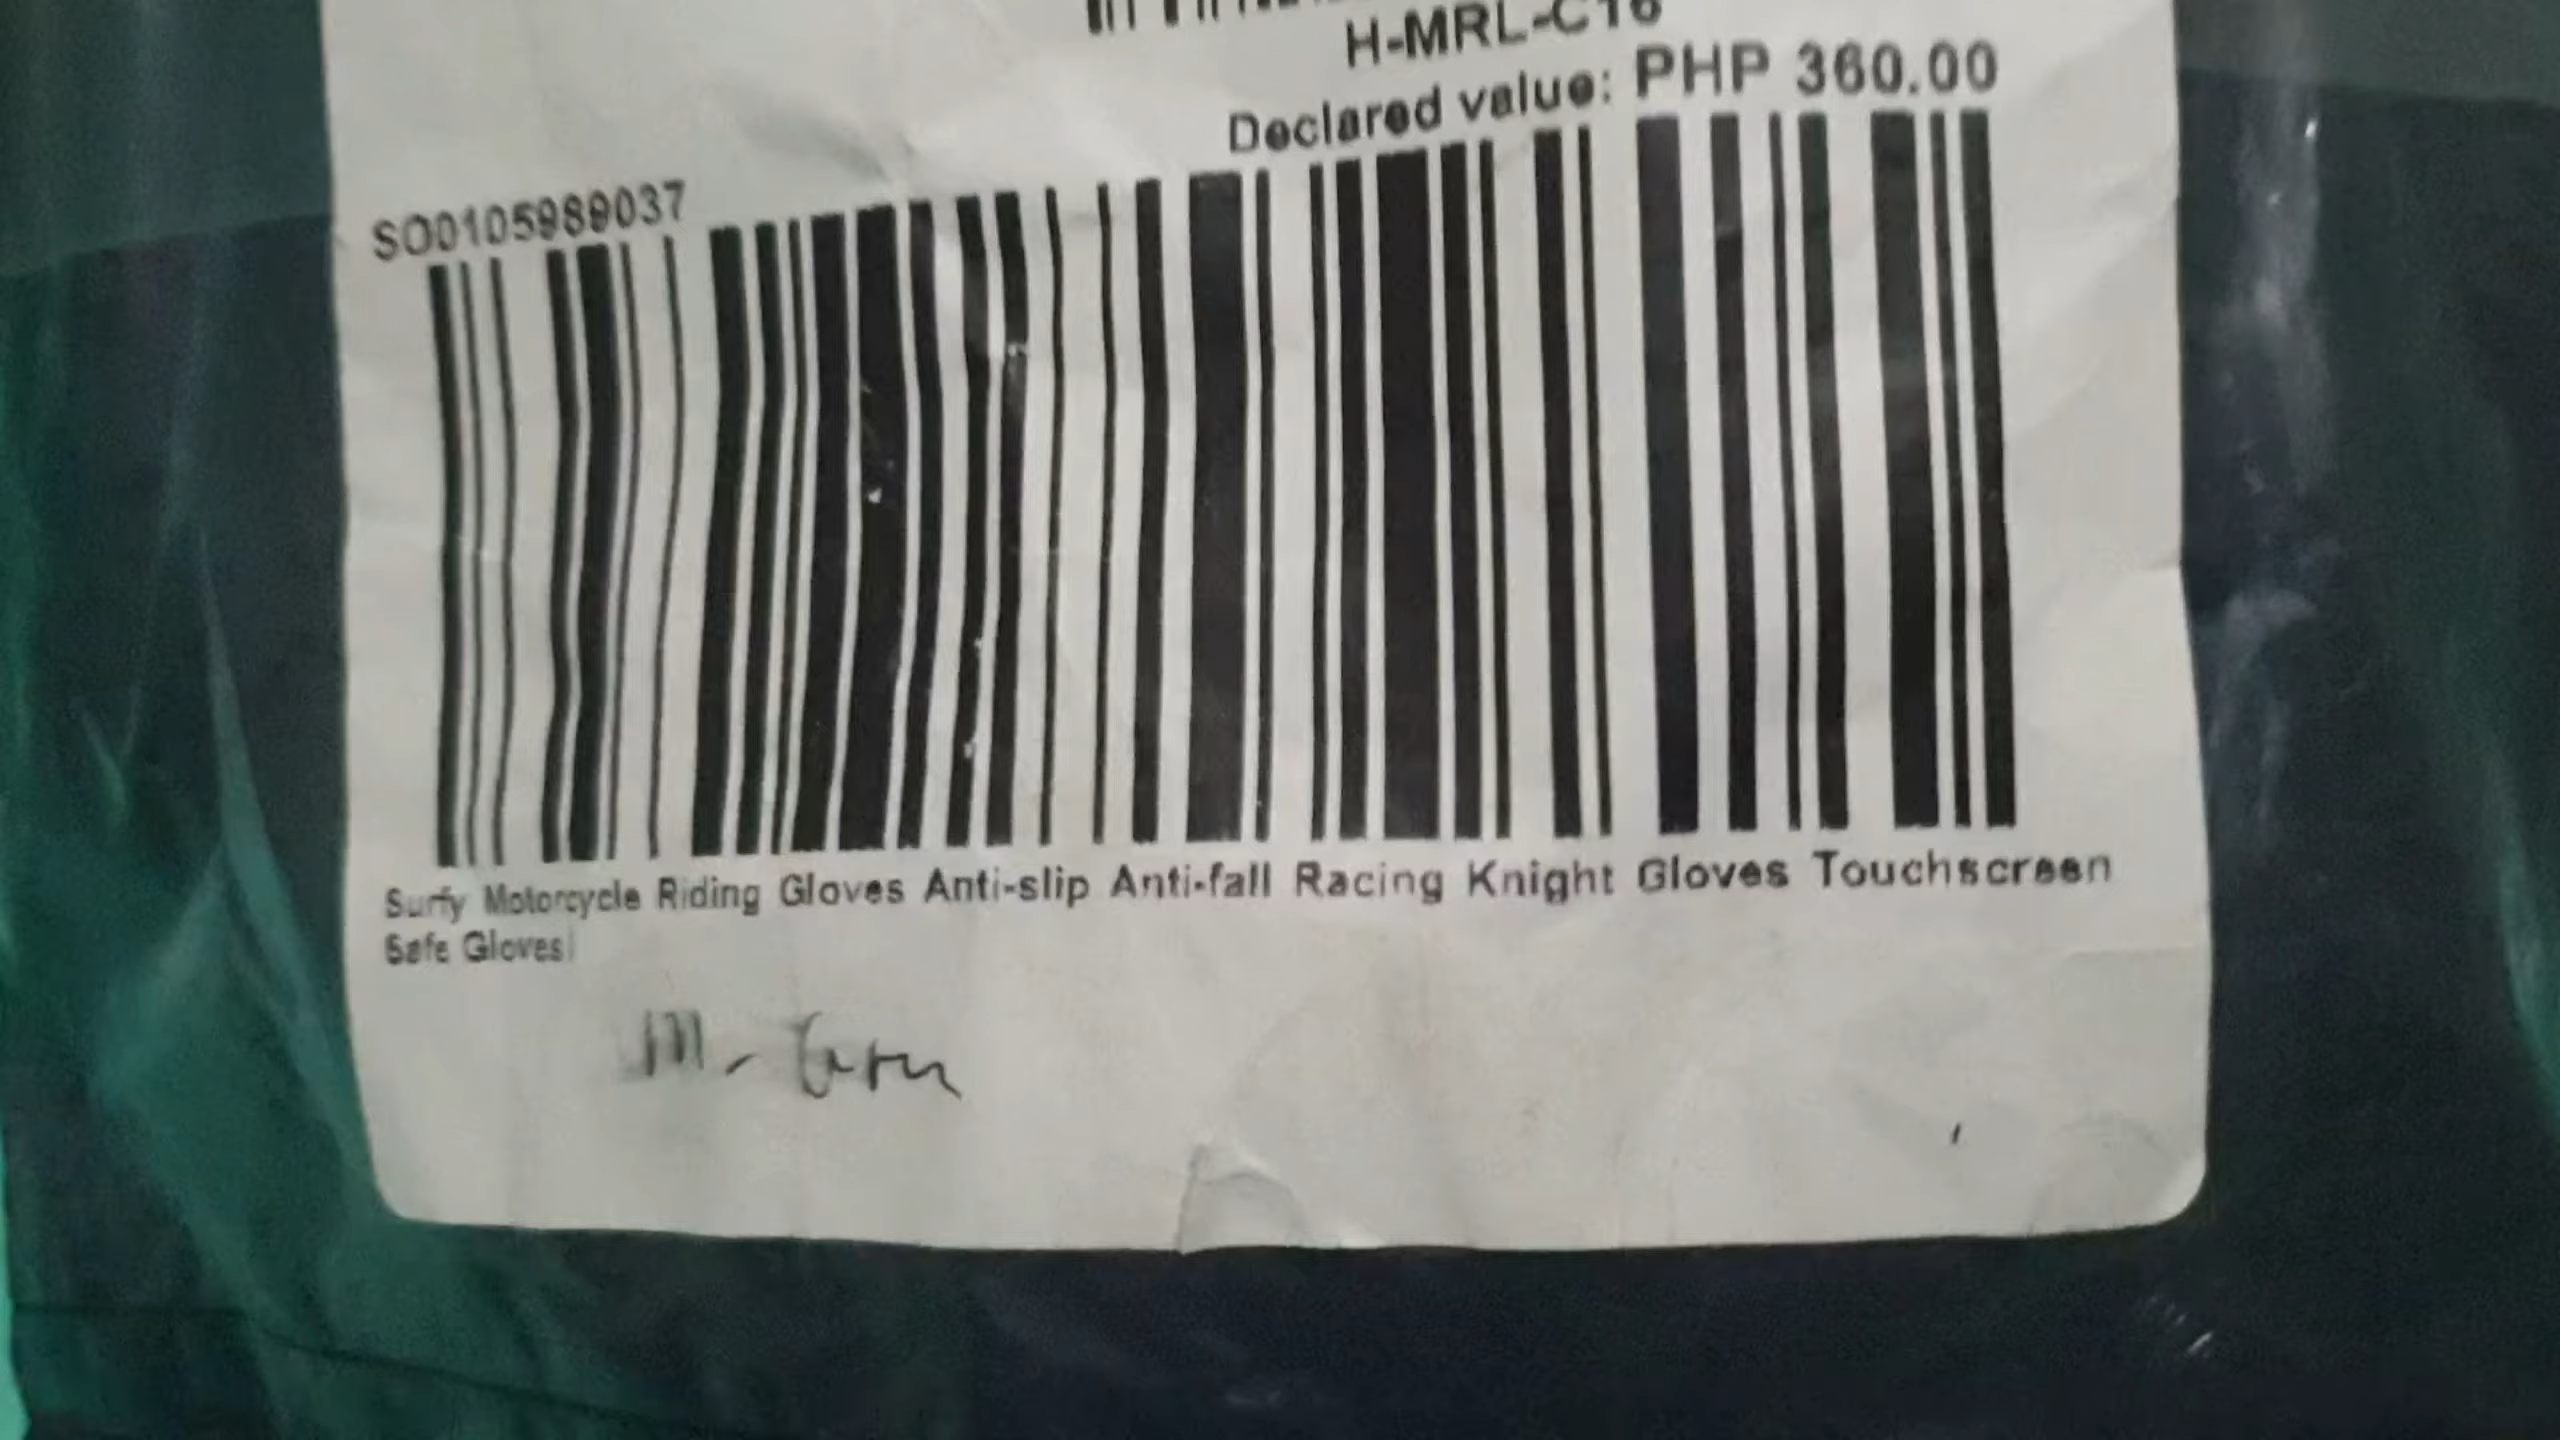 H-MRL-C16
Declared value: PHP 360.00
SO0105989037
Surfy Motorcycle Riding Gloves Anti-slip Anti-fall Racing Knight Gloves Touchscreen
Safe Gloves